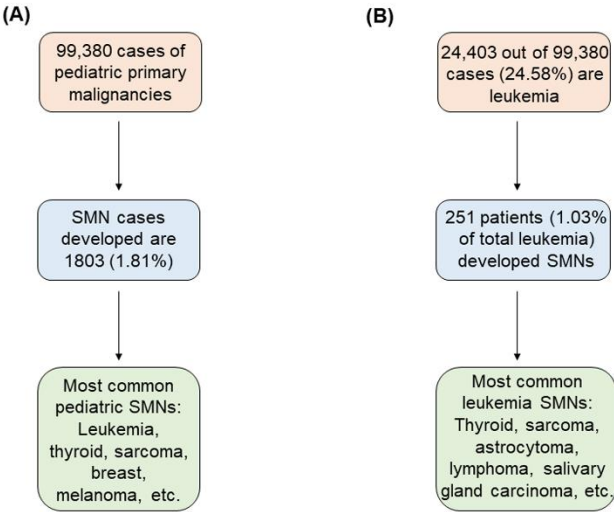 (A)
99,380 cases of
pediatric primary
malignancies
SMN cases
developed are
1803 (1.81%)
Most common
pediatric SMNs:
Leukemia,
thyroid, sarcoma,
breast,
melanoma, etc.
(B)
24,403 out of 99,380
cases (24.58%) are
leukemia
251 patients (1.03%
of total leukemia)
developed SMNs
Most common
leukemia SMNs:
Thyroid, sarcoma,
astrocytoma,
lymphoma, salivary
gland carcinoma, etc.